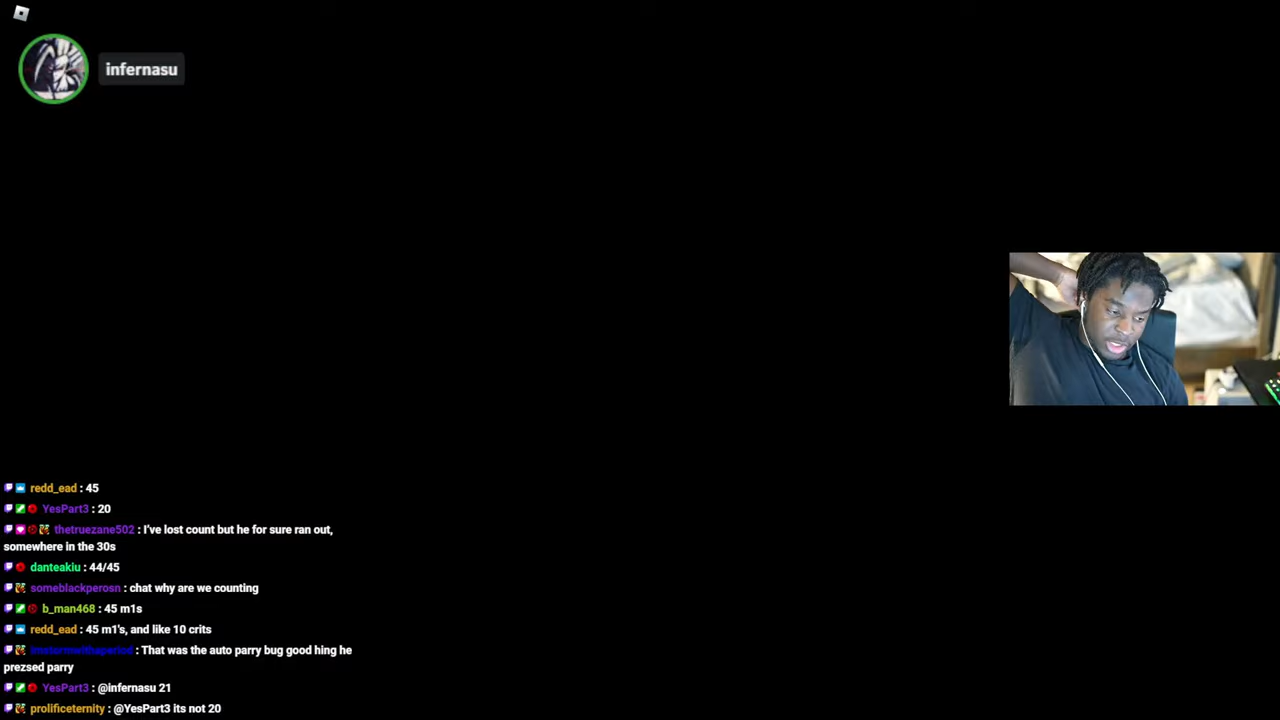 infernasu
redd_ead : 45
YesPart3 : 20
thetruezane502 : I've lost count but he for sure ran out,
somewhere in the 30s
danteakiu : 44/45
someblackperosn : chat why are we counting
b_man468 : 45 m1s
redd_ead : 45 m1's, and like 10 crits
imstormwithaperiod : That was the auto parry bug good hing he
prezsed parry
YesPart3 : @infernasu 21
prolificeternity : @YesPart3 its not 20